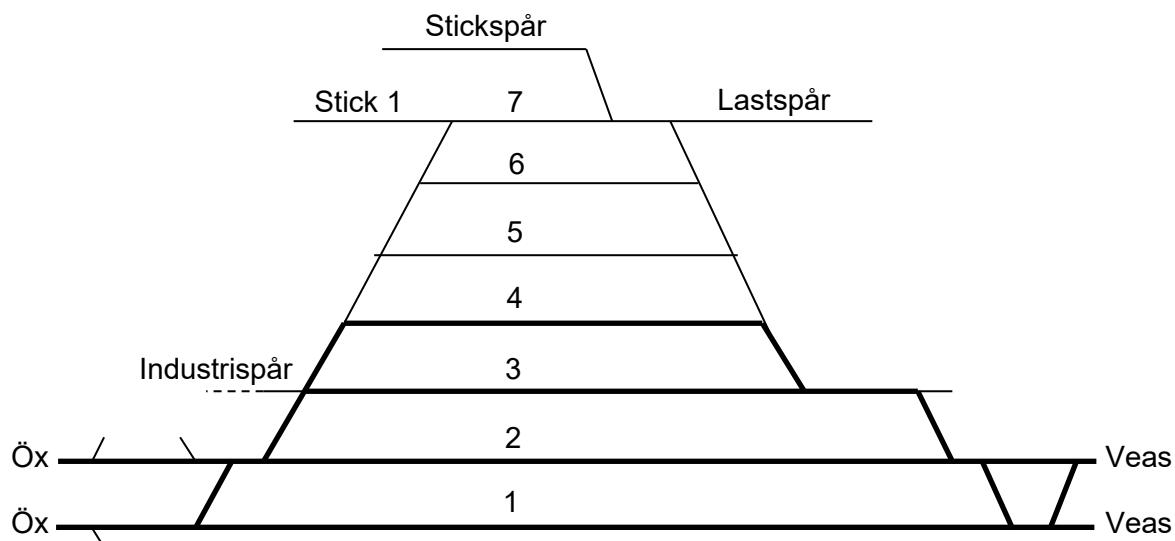 Stickspår
Stick 1 7 Lastspår
6
5
4
Industrispår 3
Öx 2 Veas
Öx 1 Veas